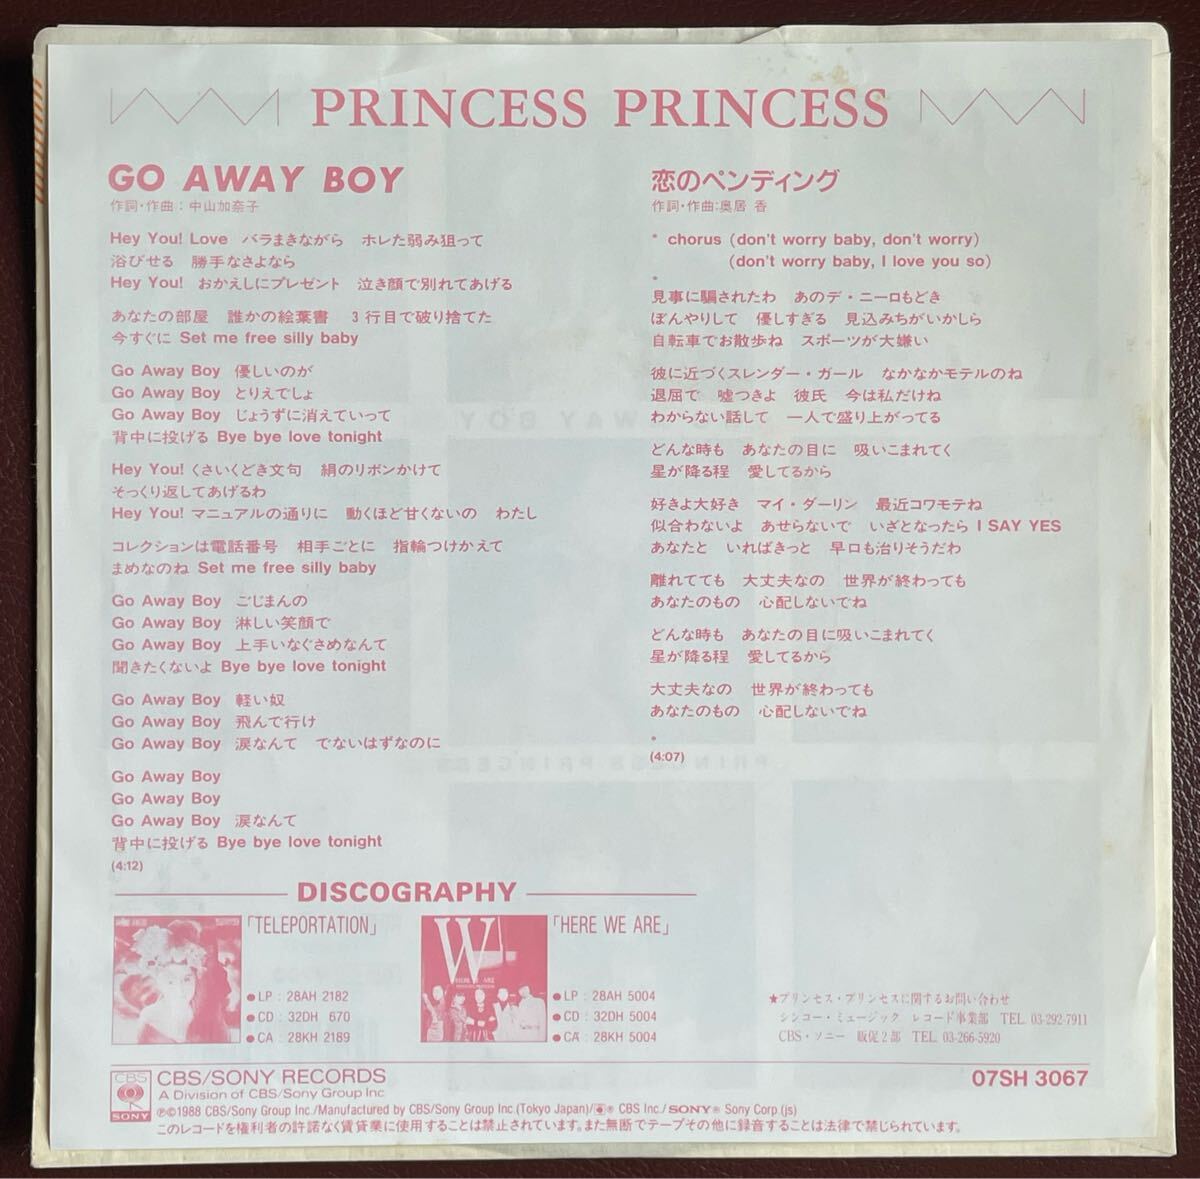 PRINCESS PRINCESS
GO AWAY BOY
作詞・作曲：中山加奈子
Hey You! Love　バラまきながら　ホレた弱み狙って
浴びせる　勝手なさよなら
Hey You!　おかえしにプレゼント　泣き顔で別れてあげる
あなたの部屋　誰かの絵葉書　3行目で破り捨てた
今すぐに Set me free silly baby
Go Away Boy　優しいのが
Go Away Boy　とりえでしょ
Go Away Boy　じょうずに消えていって
背中に投げる Bye bye love tonight
Hey You! くさいくどき文句　絹のリボンかけて
そっくり返してあげるわ
Hey You! マニュアルの通りに　動くほど甘くないの　わたし
コレクションは電話番号　相手ごとに　指輪つけかえて
まめなのね Set me free silly baby
Go Away Boy　ごじまんの
Go Away Boy　淋しい笑顔で
Go Away Boy　上手いなぐさめなんて
聞きたくないよ Bye bye love tonight
Go Away Boy　軽い奴
Go Away Boy　飛んで行け
Go Away Boy　涙なんて　でないはずなのに
Go Away Boy
Go Away Boy
Go Away Boy　涙なんて
背中に投げる Bye bye love tonight
(4:12)
恋のペンディング
作詞・作曲:奥居 香
* chorus (don't worry baby, don't worry)
(don't worry baby, I love you so)
*
見事に騙されたわ　あのデ・ニーロもどき
ぼんやりして　優しすぎる　見込みちがいかしら
自転車でお散歩ね　スポーツが大嫌い
彼に近づくスレンダー・ガール　なかなかモテルのね
退屈で　嘘つきよ　彼氏　今は私だけね
わからない話して　一人で盛り上がってる
どんな時も　あなたの目に　吸いこまれてく
星が降る程　愛してるから
好きよ大好き　マイ・ダーリン　最近コワモテね
似合わないよ　あせらないで　いざとなったら I SAY YES
あなたと　いればきっと　早口も治りそうだわ
離れてても　大丈夫なの　世界が終わっても
あなたのもの　心配しないでね
どんな時も　あなたの目に吸いこまれてく
星が降る程　愛してるから
大丈夫なの　世界が終わっても
あなたのもの　心配しないでね
*
(4:07)
DISCOGRAPHY
「TELEPORTATION」
●LP : 28AH 2182
●CD : 32DH 670
●CA : 28KH 2189
W
HERE WE ARE
「HERE WE ARE」
●LP : 28AH 5004
●CD : 32DH 5004
●CA : 28KH 5004
★プリンセス・プリンセスに関するお問い合わせ
シンコー・ミュージック　レコード事業部　TEL. 03-292-7911
CBS・ソニー　販促2部　TEL. 03-266-5920
CBS
SONY
CBS/SONY RECORDS
A Division of CBS/Sony Group Inc.
07SH 3067
℗©1988 CBS/Sony Group Inc./Manufactured by CBS/Sony Group Inc.(Tokyo Japan)/® CBS Inc./SONY® Sony Corp.(js)
このレコードを権利者の許諾なく賃貸業に使用することは禁止されています。また無断でテープその他に録音することは法律で禁じられています。